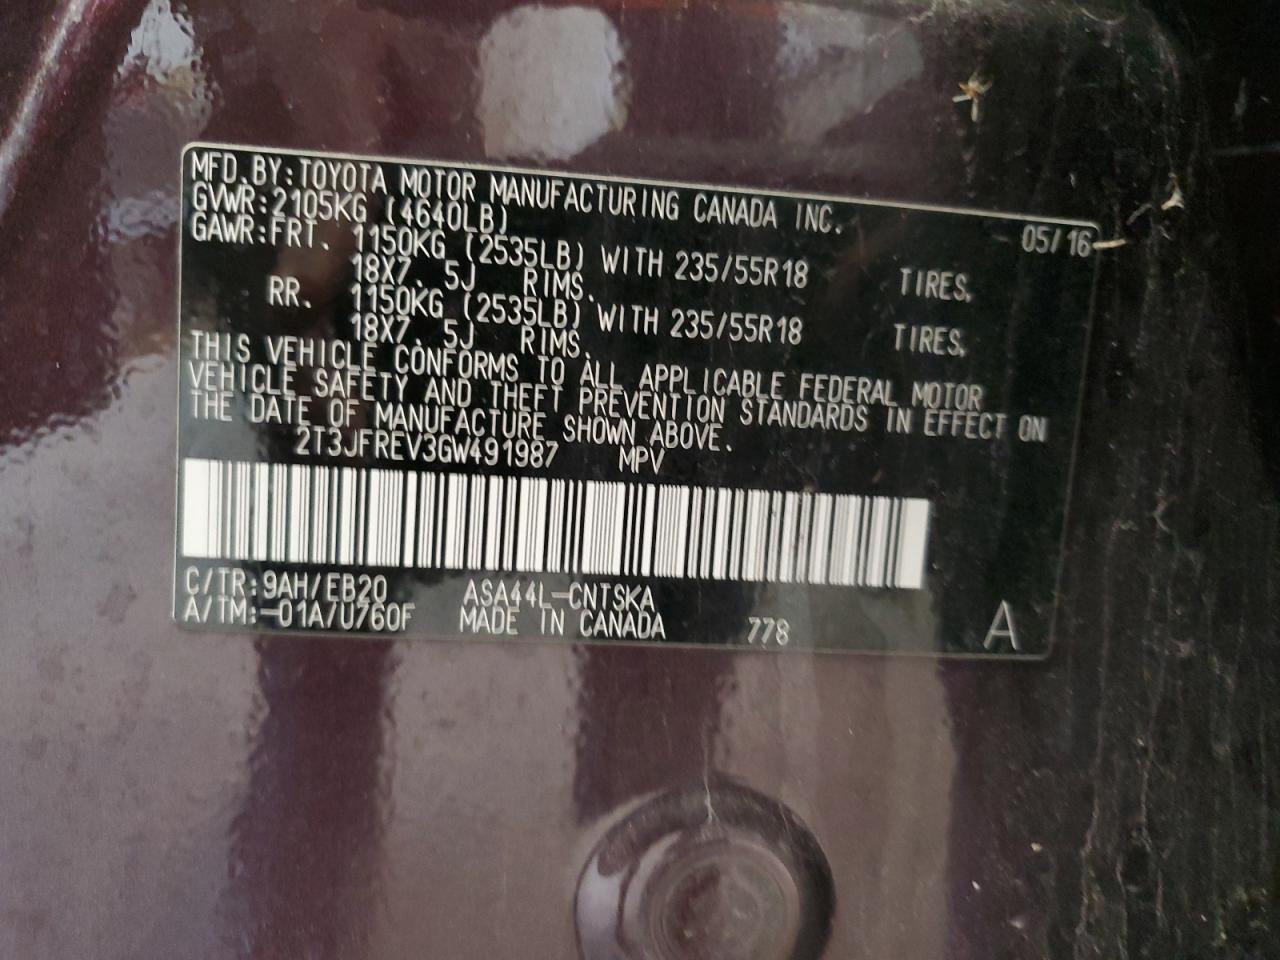 MFD.BY:TOYOTA MOTOR MANUFACTURING CANADA INC.
GVWR:2105KG (4640LB) 05/16
GAWR:FRT. 1150KG (2535LB) WITH 235/55R18 TIRES,
18X7.5J RIMS.
RR. 1150KG (2535LB) WITH 235/55R18 TIRES,
18X7.5J RIMS.
THIS VEHICLE CONFORMS TO ALL APPLICABLE FEDERAL MOTOR
VEHICLE SAFETY AND THEFT PREVENTION STANDARDS IN EFFECT ON
THE DATE OF MANUFACTURE SHOWN ABOVE.
2T3JFREV3GW491987 MPV
C/TR:9AH/EB20 ASA44L-CNTSKA
A/TM:-01A/U760F MADE IN CANADA 778 A